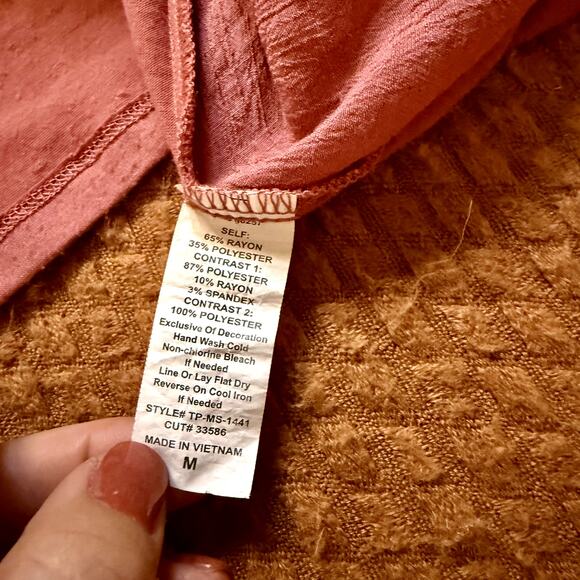 SELF:
65% RAYON
35% POLYESTER
CONTRAST 1:
87% POLYESTER
10% RAYON
3% SPANDEX
CONTRAST 2:
100% POLYESTER
Exclusive Of Decoration
Hand Wash Cold
Non-chlorine Bleach
If Needed
Line Or Lay Flat Dry
Reverse On Cool Iron
If Needed
STYLE# TP-MS-1441
CUT# 33586
MADE IN VIETNAM
M